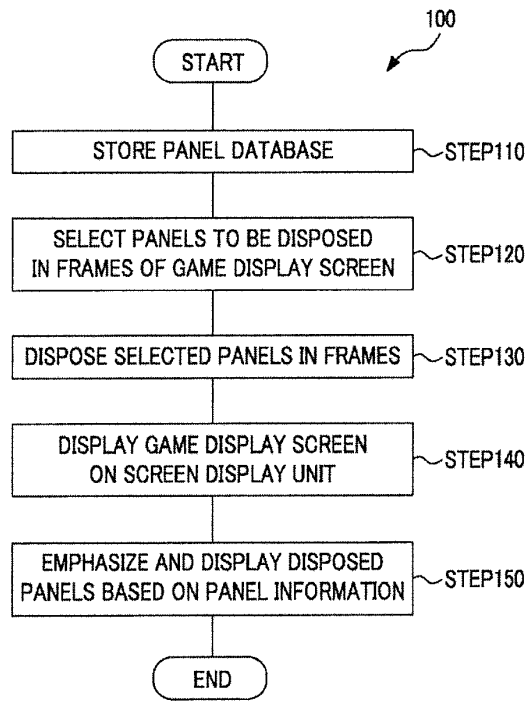 100
START
STORE PANEL DATABASE
STEP110
SELECT PANELS TO BE DISPOSED
IN FRAMES OF GAME DISPLAY SCREEN
STEP120
DISPOSE SELECTED PANELS IN FRAMES
STEP130
DISPLAY GAME DISPLAY SCREEN
ON SCREEN DISPLAY UNIT
STEP140
EMPHASIZE AND DISPLAY DISPOSED
PANELS BASED ON PANEL INFORMATION
STEP150
END